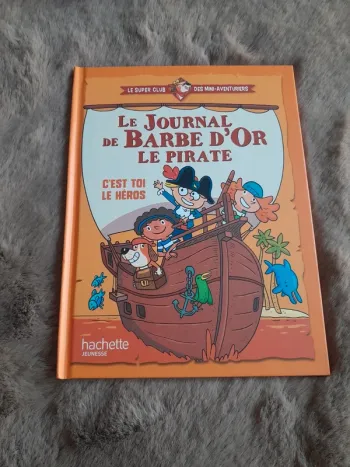 LE SUPER CLUB DES MINI-AVENTURIERS
LE JOURNAL
DE BARBE D'OR
LE PIRATE
C'EST TOI
LE HÉROS
hachette
JEUNESSE